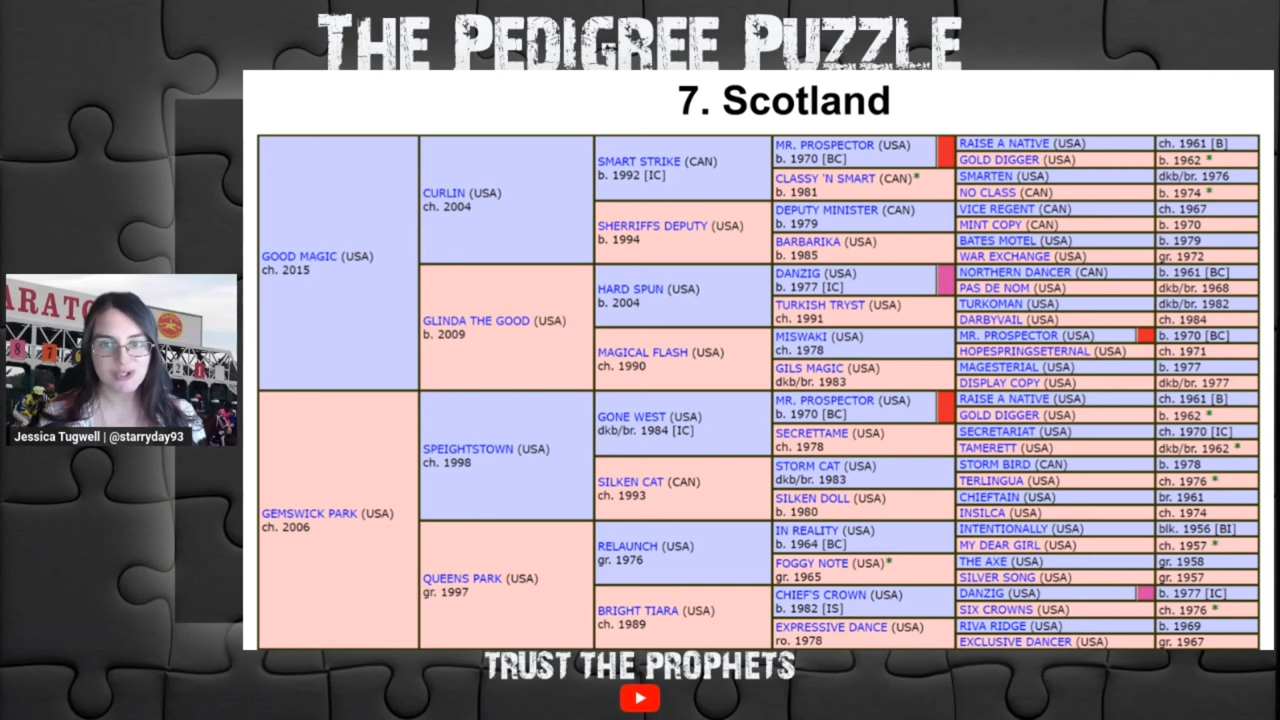 THE PEDIGREE PUZZLE
7. Scotland
GOOD MAGIC (USA)
ch. 2015
CURLIN (USA)
ch. 2004
SMART STRIKE (CAN)
b. 1992 [IC]
MR. PROSPECTOR (USA)
b. 1970 [BC]
RAISE A NATIVE (USA) ch. 1961 [B]
GOLD DIGGER (USA) b. 1962 *
CLASSY 'N SMART (CAN)*
b. 1981
SMARTEN (USA) dkb/br. 1976
NO CLASS (CAN) b. 1974 *
SHERRIFFS DEPUTY (USA)
b. 1994
DEPUTY MINISTER (CAN)
b. 1979
VICE REGENT (CAN) ch. 1967
MINT COPY (CAN) b. 1970
BARBARIKA (USA)
b. 1985
BATES MOTEL (USA) b. 1979
WAR EXCHANGE (USA) gr. 1972
GLINDA THE GOOD (USA)
b. 2009
HARD SPUN (USA)
b. 2004
DANZIG (USA)
b. 1977 [IC]
NORTHERN DANCER (CAN) b. 1961 [BC]
PAS DE NOM (USA) dkb/br. 1968
TURKISH TRYST (USA)
ch. 1991
TURKOMAN (USA) dkb/br. 1982
DARBYVAIL (USA) ch. 1984
MAGICAL FLASH (USA)
ch. 1990
MISWAKI (USA)
ch. 1978
MR. PROSPECTOR (USA) b. 1970 [BC]
HOPESPRINGSETERNAL (USA) ch. 1971
GILS MAGIC (USA)
dkb/br. 1983
MAGESTERIAL (USA) b. 1977
DISPLAY COPY (USA) dkb/br. 1977
GEMSWICK PARK (USA)
ch. 2006
SPEIGHTSTOWN (USA)
ch. 1998
GONE WEST (USA)
dkb/br. 1984 [IC]
MR. PROSPECTOR (USA)
b. 1970 [BC]
RAISE A NATIVE (USA) ch. 1961 [B]
GOLD DIGGER (USA) b. 1962 *
SECRETTAME (USA)
ch. 1978
SECRETARIAT (USA) ch. 1970 [IC]
TAMERETT (USA) dkb/br. 1962 *
SILKEN CAT (CAN)
ch. 1993
STORM CAT (USA)
dkb/br. 1983
STORM BIRD (CAN) b. 1978
TERLINGUA (USA) ch. 1976 *
SILKEN DOLL (USA)
b. 1980
CHIEFTAIN (USA) br. 1961
INSILCA (USA) ch. 1974
QUEENS PARK (USA)
gr. 1997
RELAUNCH (USA)
gr. 1976
IN REALITY (USA)
b. 1964 [BC]
INTENTIONALLY (USA) blk. 1956 [BI]
MY DEAR GIRL (USA) ch. 1957 *
FOGGY NOTE (USA)*
gr. 1965
THE AXE (USA) gr. 1958
SILVER SONG (USA) gr. 1957
BRIGHT TIARA (USA)
ch. 1989
CHIEF'S CROWN (USA)
b. 1982 [IS]
DANZIG (USA) b. 1977 [IC]
SIX CROWNS (USA) ch. 1976 *
EXPRESSIVE DANCE (USA)
ro. 1978
RIVA RIDGE (USA) b. 1969
EXCLUSIVE DANCER (USA) gr. 1967
8 7 2 1
Jessica Tugwell | @starryday93
TRUST THE PROPHETS